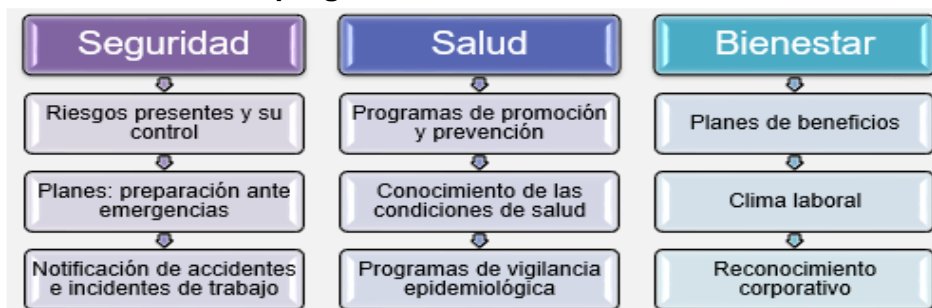 Seguridad
Riesgos presentes y su
control
Planes: preparación ante
emergencias
Notificación de accidentes
e incidentes de trabajo
Salud
Programas de promoción
y prevención
Conocimiento de las
condiciones de salud
Programas de vigilancia
epidemiológica
Bienestar
Planes de beneficios
Clima laboral
Reconocimiento
corporativo